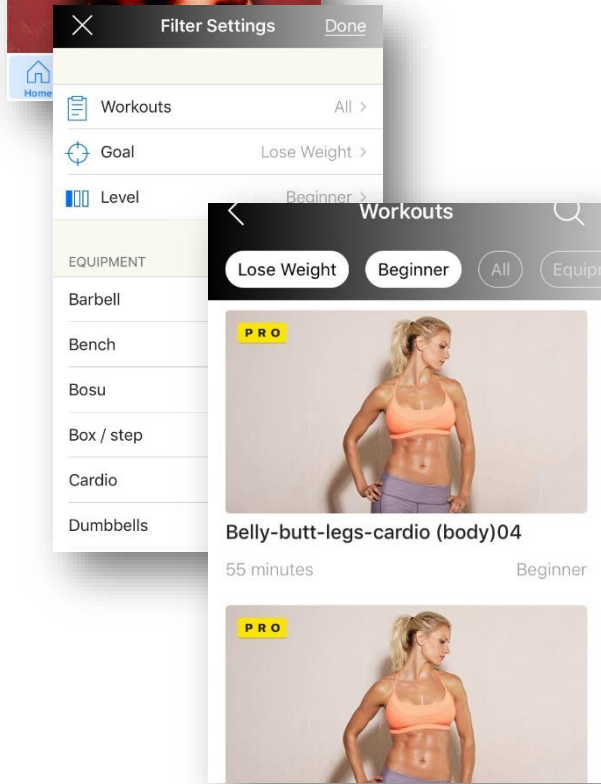 Filter Settings Done
Home
Workouts All
Goal Lose Weight
Level Beginner
EQUIPMENT
Barbell
Bench
Bosu
Box / step
Cardio
Dumbbells
Workouts
Lose Weight Beginner All
PRO
Belly-butt-legs-cardio (body)04
55 minutes Beginner
PRO